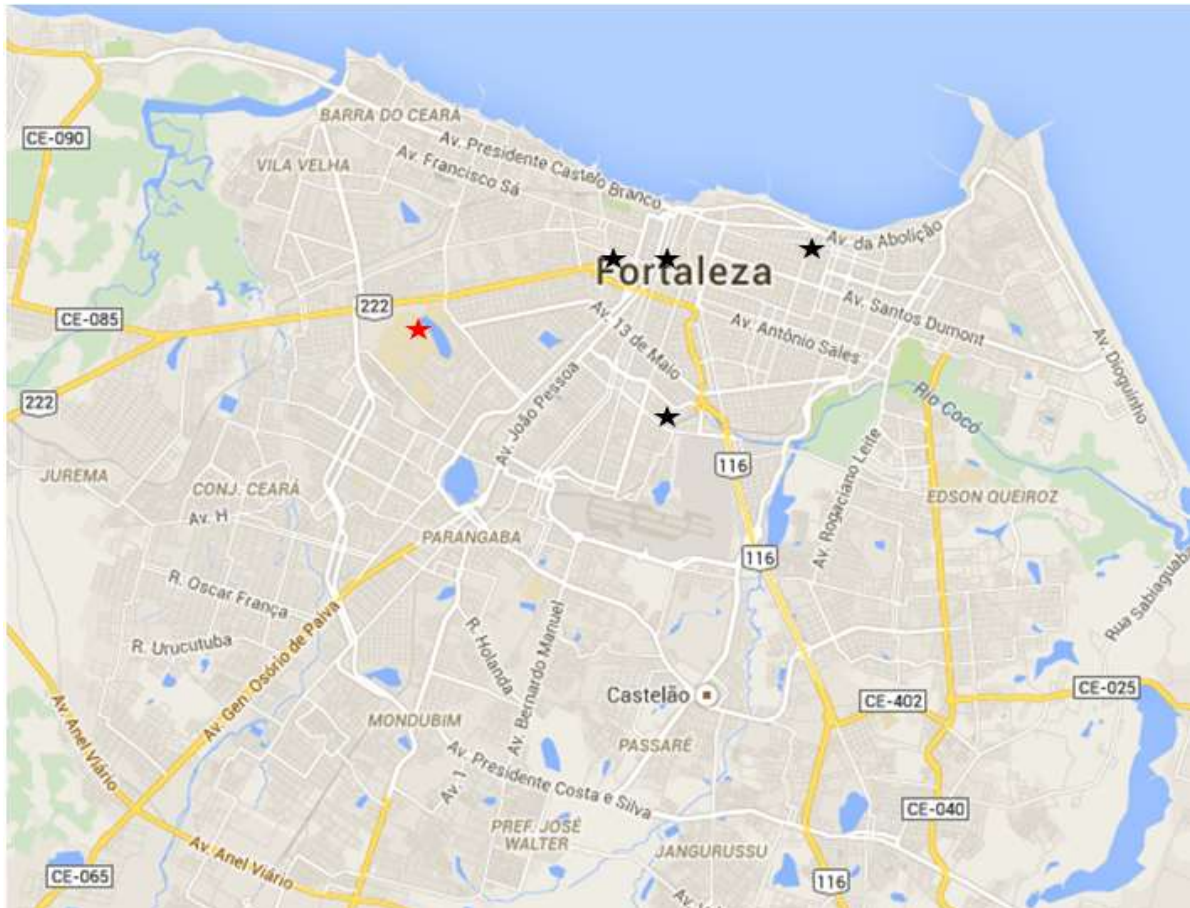 BARRA DO CEARÁ
CE-090
Av. Presidente Castelo Branco
Av. Francisco Sá
VILA VELHA
Av. da Abolição
Fortaleza
222
CE-085
Av. Santos Dumont
Av. Antônio Sales
Av. 13 de Maio
Av. Dioguinho
222
Av. João Pessoa
Rio Cocó
JUREMA
CONJ. CEARÁ
116
Av. Rogaciano Leite
EDSON QUEIROZ
Av. H
PARANGABA
116
R. Oscar França
Rua Sabiaguaba
R. Urucutuba
Av. Gen. Osório de Paiva
R. Holanda
Av. Bernardo Manuel
Castelão
CE-025
CE-402
Av. Anel Viário
MONDUBIM
PASSARÉ
Av. Presidente Costa e Silva
Av. 1
CE-040
PREF. JOSÉ
WALTER
JANGURUSSU
Av. Anel Viário
CE-065
116